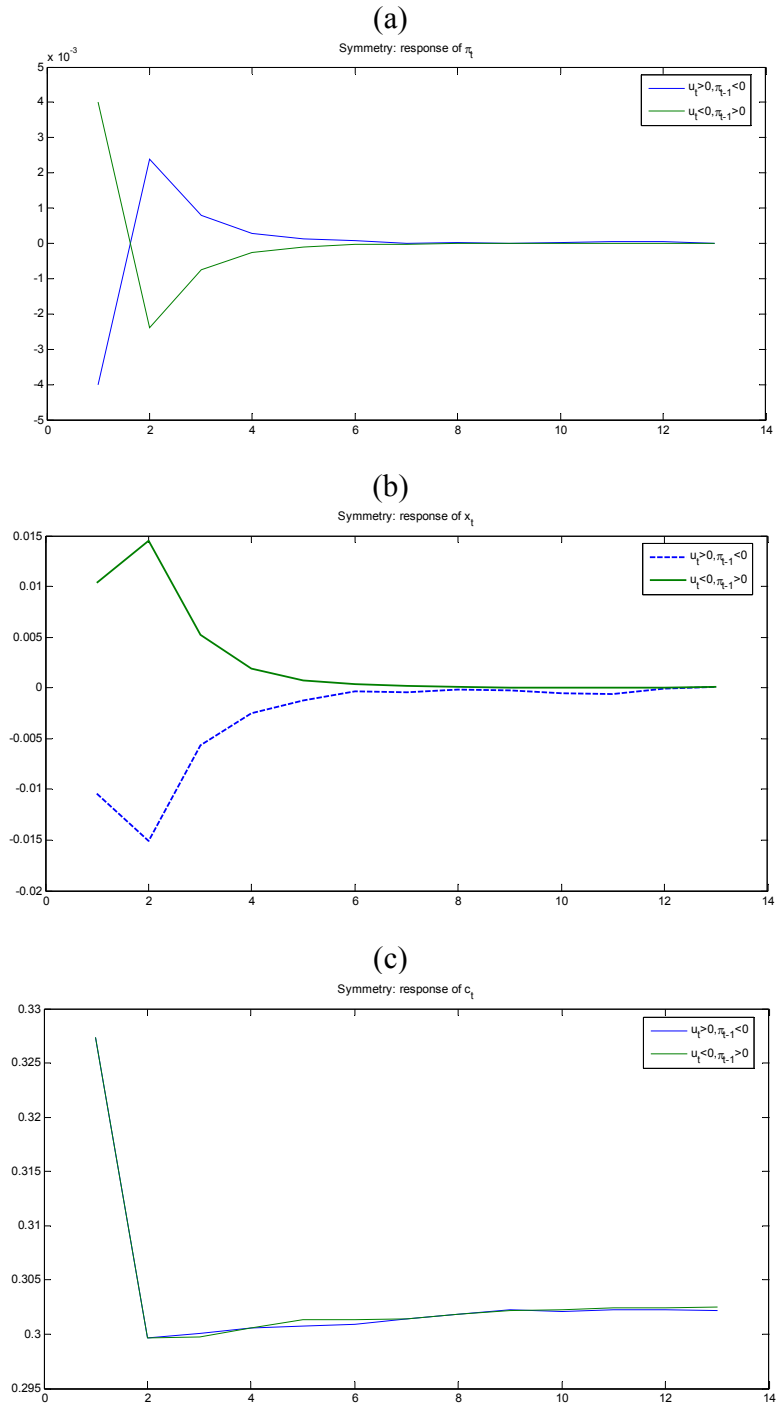 (a)
Symmetry: response of π_t
x 10^-3
u_t>0,π_t-1<0
u_t<0,π_t-1>0
5
4
3
2
1
0
-1
-2
-3
-4
-5
0 2 4 6 8 10 12 14
(b)
Symmetry: response of x_t
u_t>0,π_t-1<0
u_t<0,π_t-1>0
0.015
0.01
0.005
0
-0.005
-0.01
-0.015
-0.02
0 2 4 6 8 10 12 14
(c)
Symmetry: response of c_t
u_t>0,π_t-1<0
u_t<0,π_t-1>0
0.33
0.325
0.32
0.315
0.31
0.305
0.3
0.295
0 2 4 6 8 10 12 14